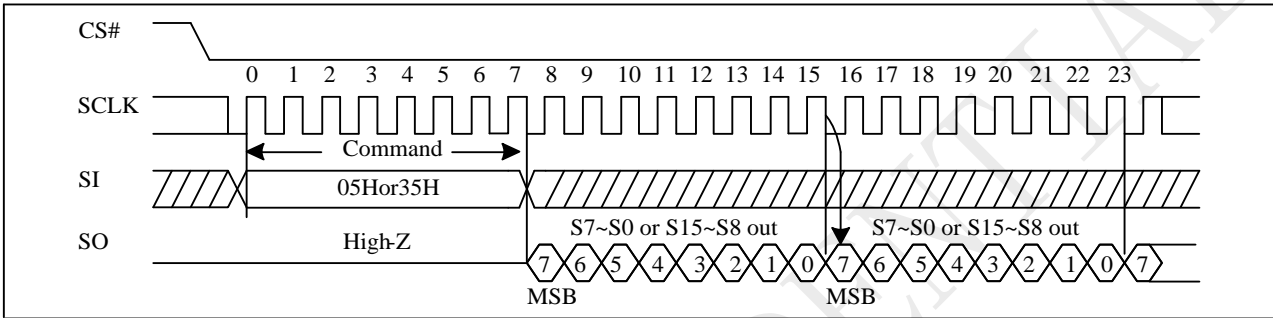 CS#
0 1 2 3 4 5 6 7 8 9 10 11 12 13 14 15 16 17 18 19 20 21 22 23
SCLK
Command
SI
05Hor35H
S7~S0 or S15~S8 out S7~S0 or S15~S8 out
SO
High-Z
7 6 5 4 3 2 1 0 7 6 5 4 3 2 1 0 7
MSB MSB